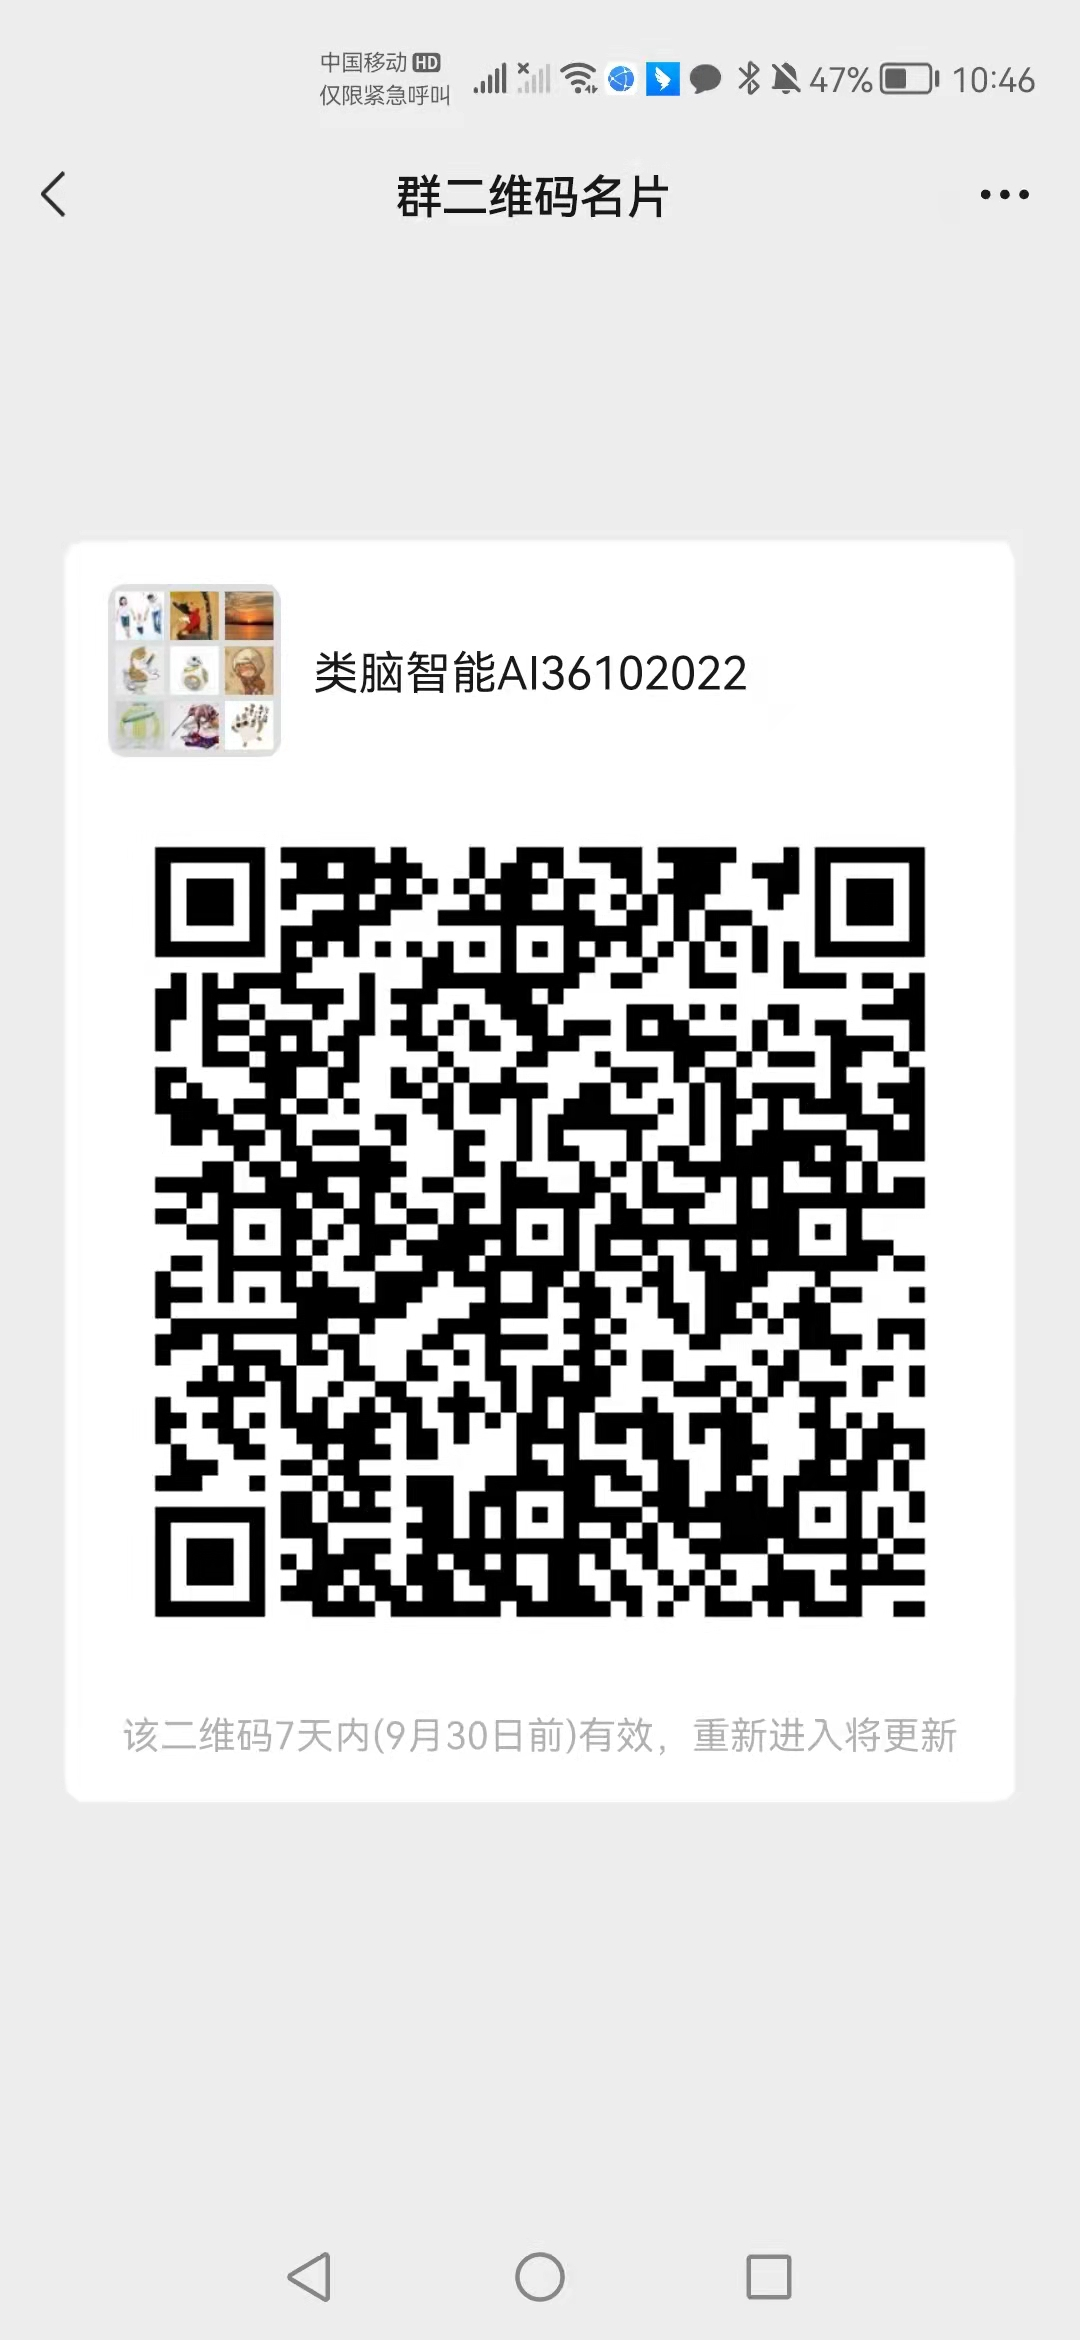 中国移动 HD
仅限紧急呼叫
47% 10:46
群二维码名片
类脑智能AI36102022
该二维码7天内(9月30日前)有效，重新进入将更新